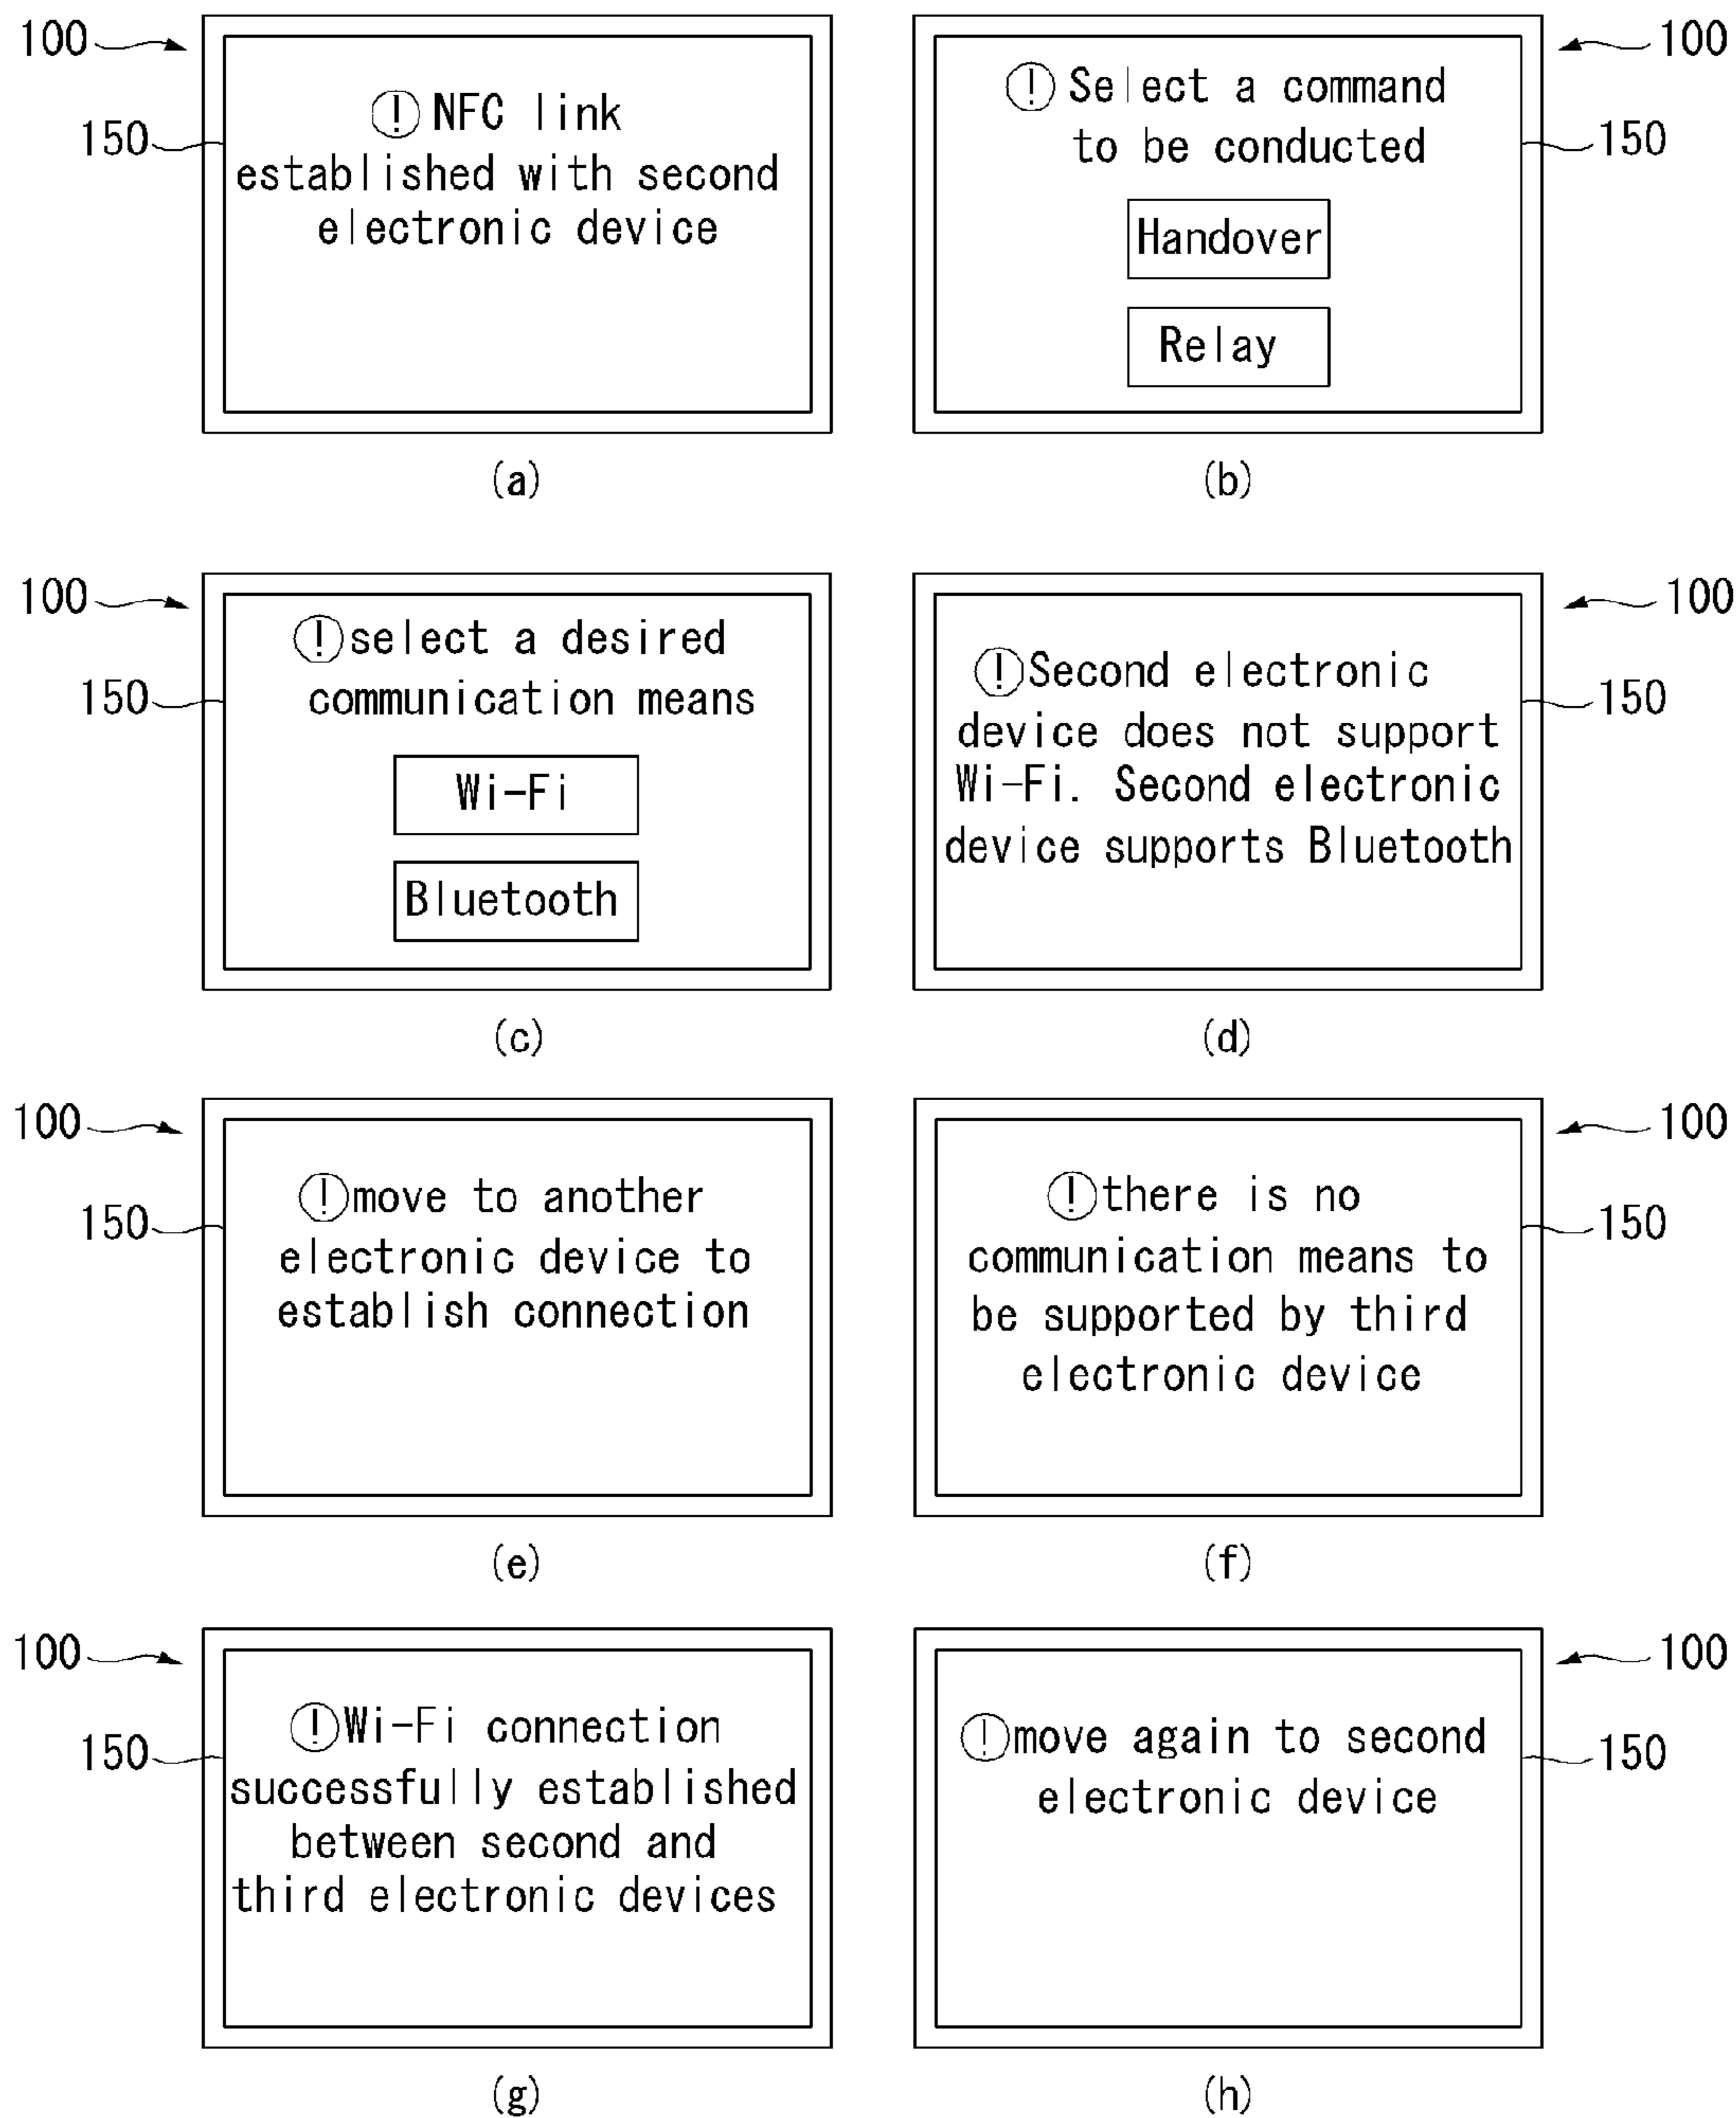 100
150
! NFC link
established with second
electronic device
(a)
100
150
! Select a command
to be conducted
Handover
Relay
(b)
100
150
! select a desired
communication means
Wi-Fi
Bluetooth
(c)
100
150
! Second electronic
device does not support
Wi-Fi. Second electronic
device supports Bluetooth
(d)
100
150
! move to another
electronic device to
establish connection
(e)
100
150
! there is no
communication means to
be supported by third
electronic device
(f)
100
150
! Wi-Fi connection
successfully established
between second and
third electronic devices
(g)
100
150
! move again to second
electronic device
(h)